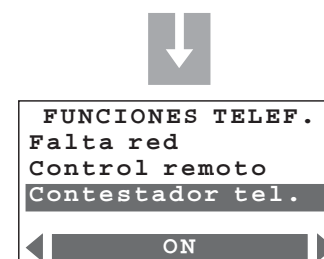 FUNCIONES TELEF.
Falta red
Control remoto
Contestador tel.
ON